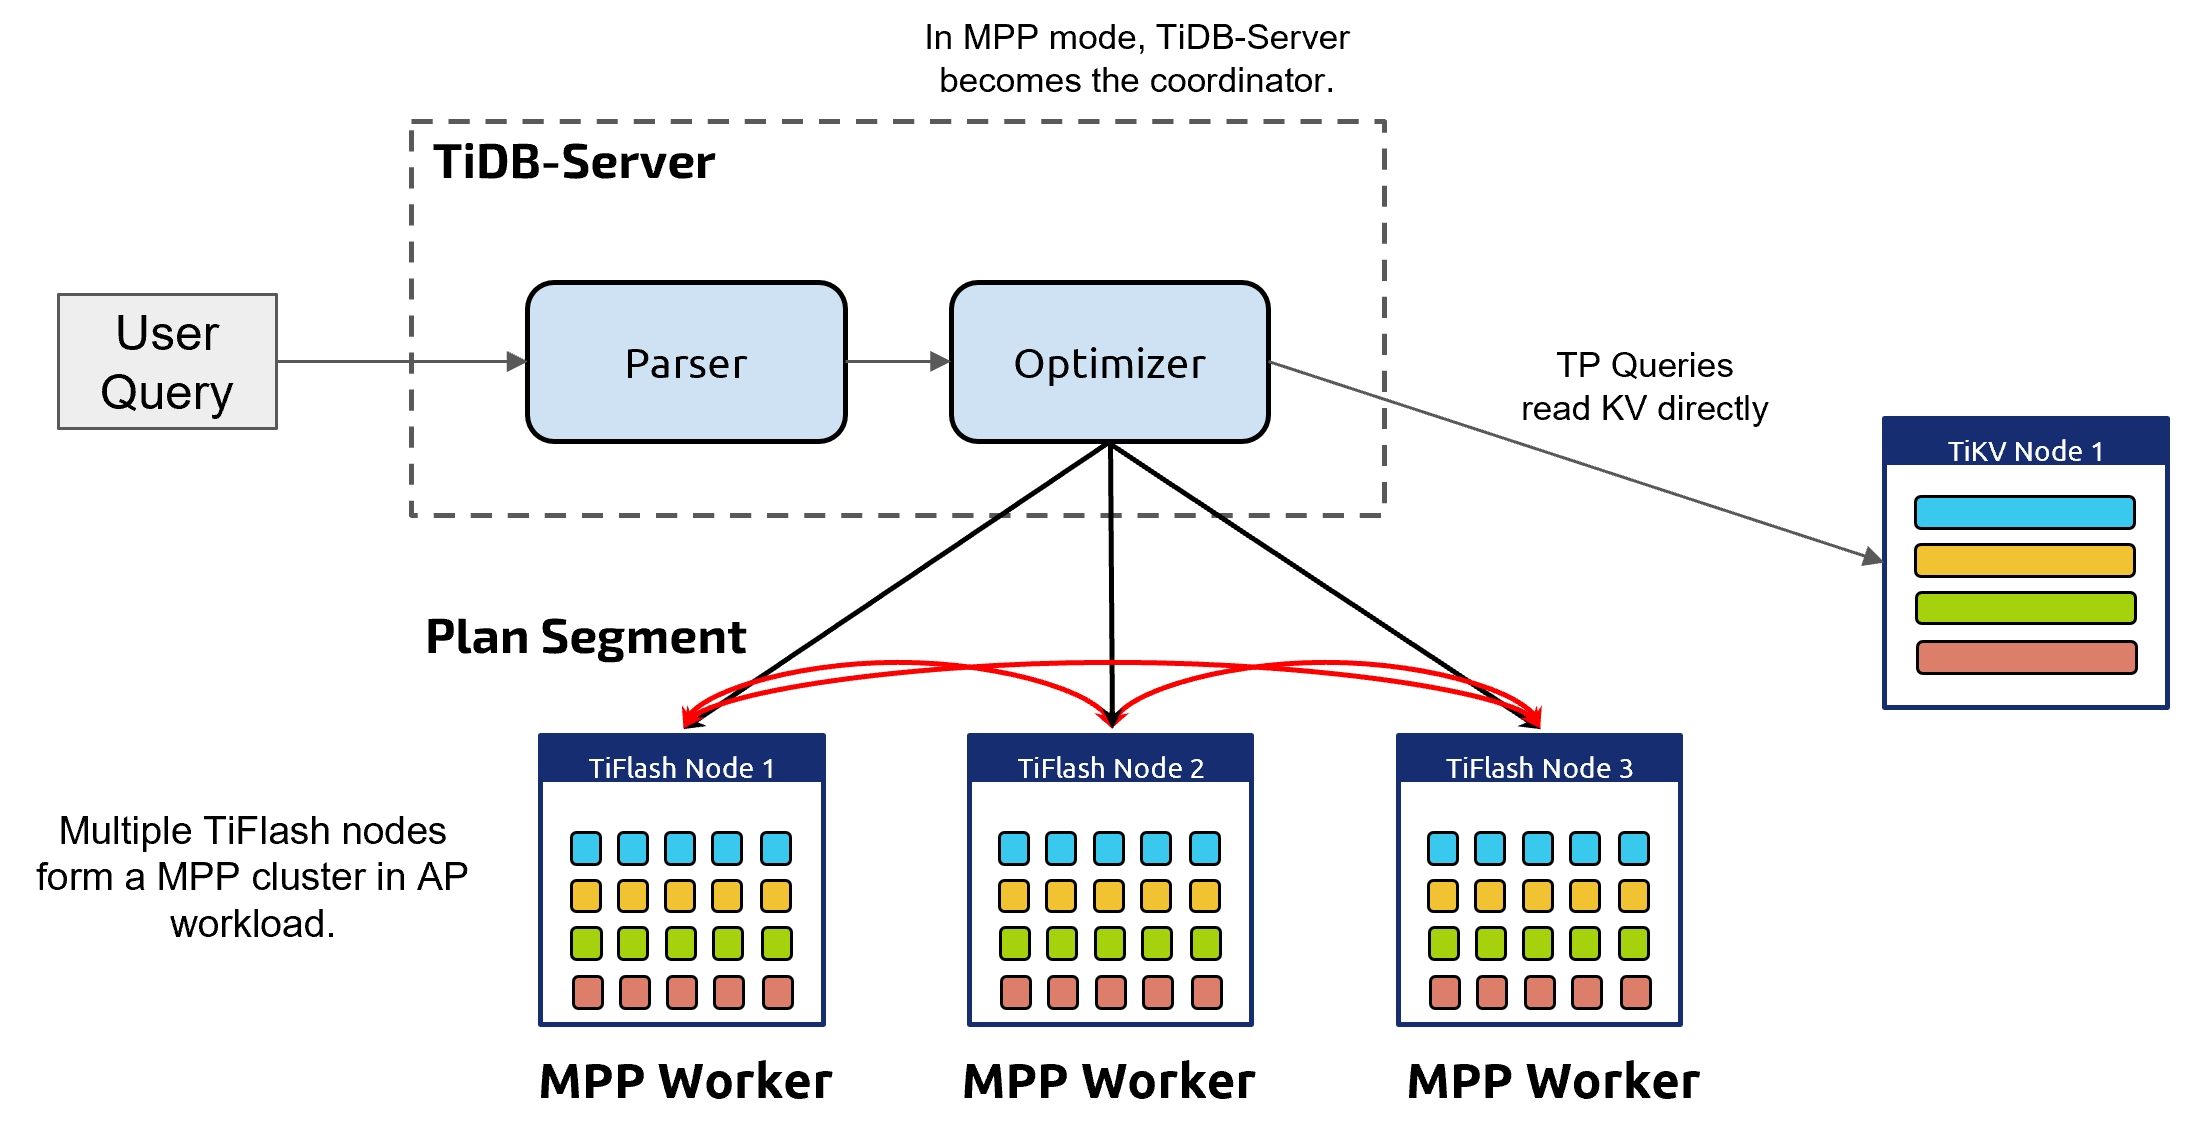 In MPP mode, TiDB-Server
becomes the coordinator.
TiDB-Server
User
Query
Parser
Optimizer
TP Queries
read KV directly
TiKV Node 1
Plan Segment
TiFlash Node 1
TiFlash Node 2
TiFlash Node 3
Multiple TiFlash nodes
form a MPP cluster in AP
workload.
MPP Worker
MPP Worker
MPP Worker